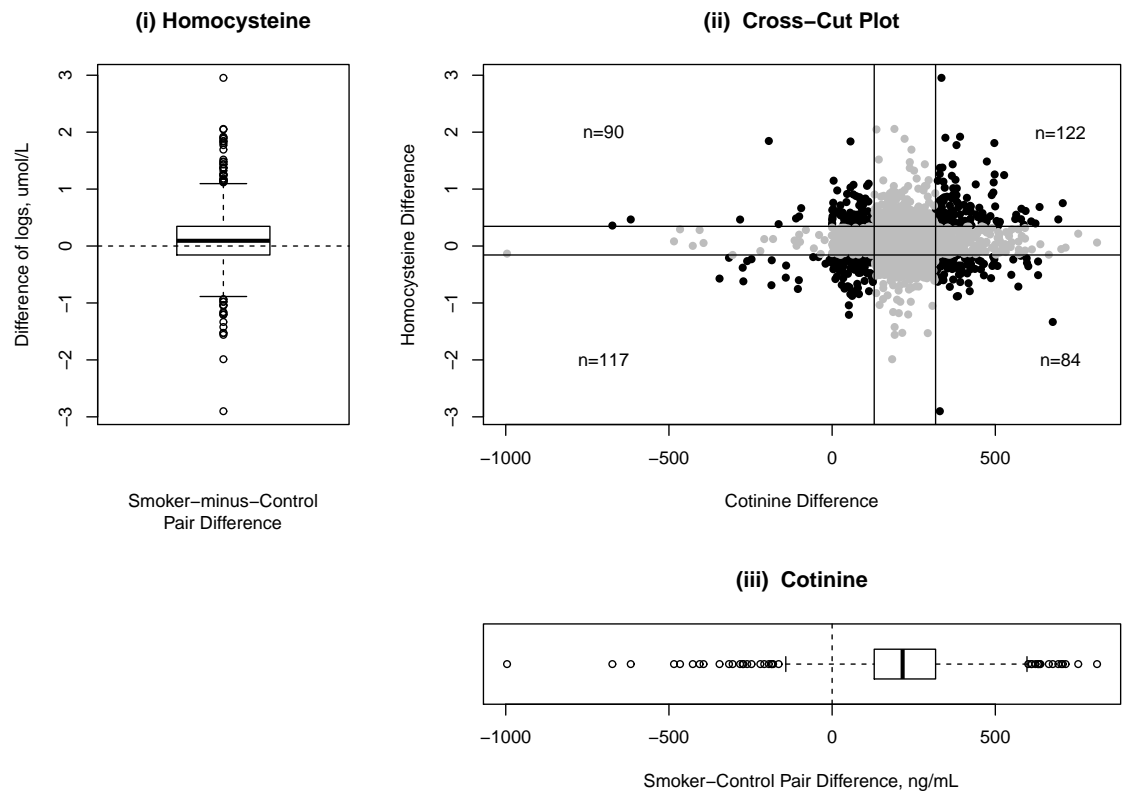 (i) Homocysteine
Difference of logs, umol/L
3
2
1
0
−1
−2
−3
Smoker−minus−Control
Pair Difference
(ii) Cross−Cut Plot
Homocysteine Difference
3
2
1
0
−1
−2
−3
n=90
n=122
n=117
n=84
−1000 −500 0 500
Cotinine Difference
(iii) Cotinine
−1000 −500 0 500
Smoker−Control Pair Difference, ng/mL